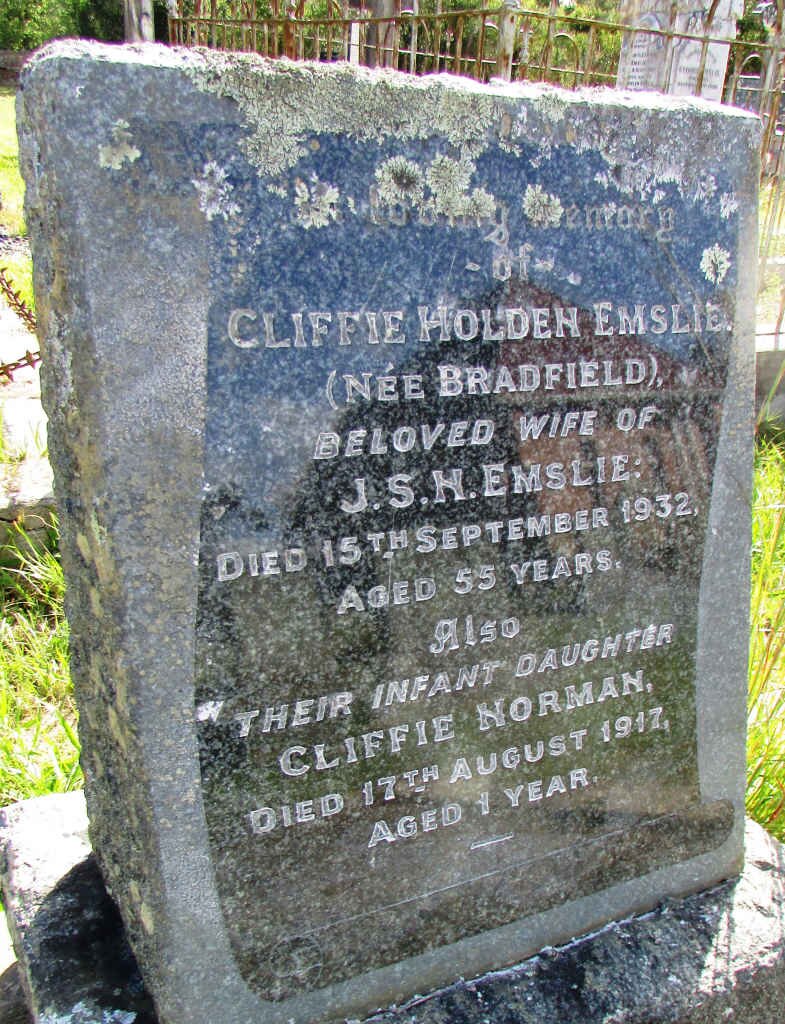 In loving memory
of
CLIFFIE HOLDEN EMSLIE.
(NÉE BRADFIELD),
BELOVED WIFE OF
J.S.H. EMSLIE:
DIED 15TH SEPTEMBER 1932,
AGED 55 YEARS.
Also
THEIR INFANT DAUGHTER
CLIFFIE NORMAN,
DIED 17TH AUGUST 1917,
AGED 1 YEAR.